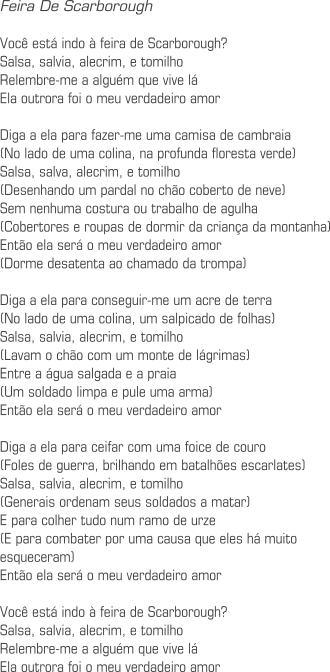 Feira De Scarborough

Você está indo à feira de Scarborough?
Salsa, salvia, alecrim, e tomilho
Relembre-me a alguém que vive lá
Ela outrora foi o meu verdadeiro amor

Diga a ela para fazer-me uma camisa de cambraia
(No lado de uma colina, na profunda floresta verde)
Salsa, salva, alecrim, e tomilho
(Desenhando um pardal no chão coberto de neve)
Sem nenhuma costura ou trabalho de agulha
(Cobertores e roupas de dormir da criança da montanha)
Então ela será o meu verdadeiro amor
(Dorme desatenta ao chamado da trompa)

Diga a ela para conseguir-me um acre de terra
(No lado de uma colina, um salpicado de folhas)
Salsa, salvia, alecrim, e tomilho
(Lavam o chão com um monte de lágrimas)
Entre a água salgada e a praia
(Um soldado limpa e pule uma arma)
Então ela será o meu verdadeiro amor

Diga a ela para ceifar com uma foice de couro
(Foles de guerra, brilhando em batalhões escarlates)
Salsa, salvia, alecrim, e tomilho
(Generais ordenam seus soldados a matar)
E para colher tudo num ramo de urze
(E para combater por uma causa que eles há muito
esqueceram)
Então ela será o meu verdadeiro amor

Você está indo à feira de Scarborough?
Salsa, salvia, alecrim, e tomilho
Relembre-me a alguém que vive lá
Ela outrora foi o meu verdadeiro amor